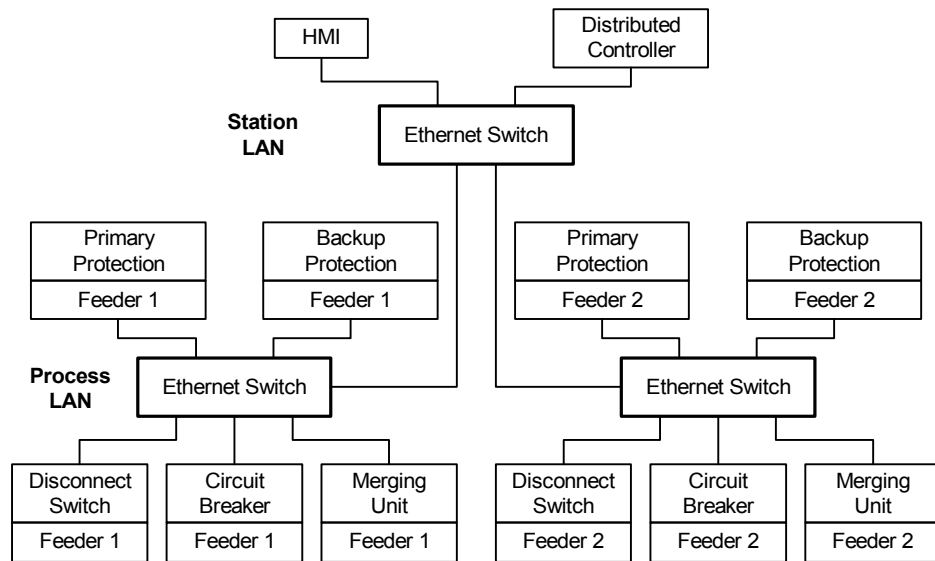 HMI
Distributed
Controller
Station
LAN
Ethernet Switch
Primary
Protection
Feeder 1
Backup
Protection
Feeder 1
Primary
Protection
Feeder 2
Backup
Protection
Feeder 2
Process
LAN
Ethernet Switch
Ethernet Switch
Disconnect
Switch
Feeder 1
Circuit
Breaker
Feeder 1
Merging
Unit
Feeder 1
Disconnect
Switch
Feeder 2
Circuit
Breaker
Feeder 2
Merging
Unit
Feeder 2